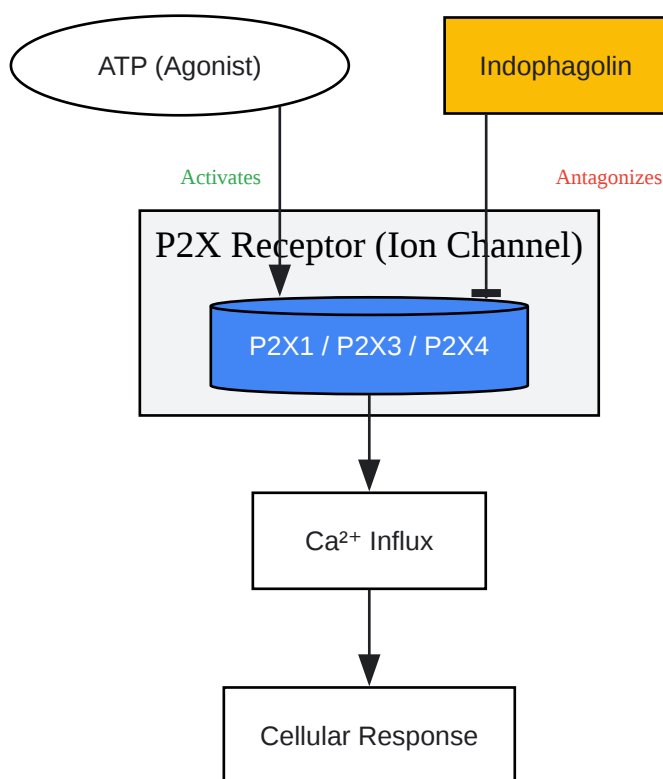 ATP (Agonist)
Indophagolin
Activates
Antagonizes
P2X Receptor (Ion Channel)
P2X1 / P2X3 / P2X4
Ca²⁺ Influx
Cellular Response